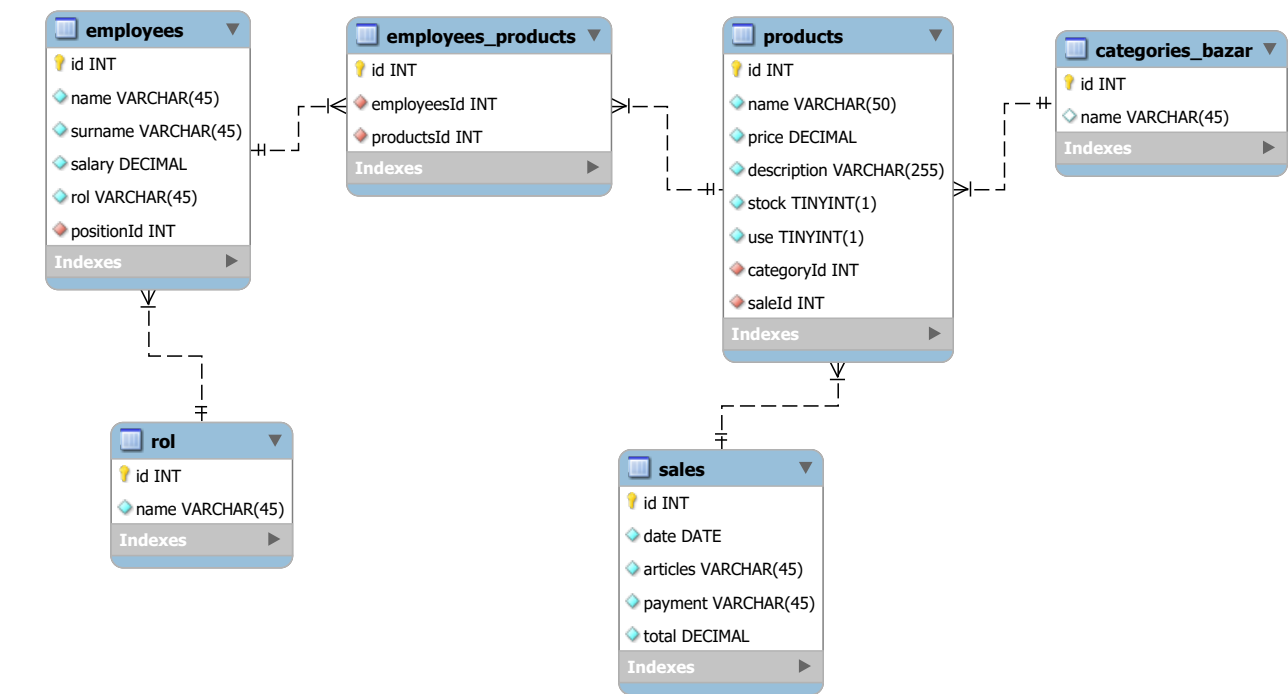 employees
id INT
name VARCHAR(45)
surname VARCHAR(45)
salary DECIMAL
rol VARCHAR(45)
positionId INT
Indexes
employees_products
id INT
employeesId INT
productsId INT
Indexes
products
id INT
name VARCHAR(50)
price DECIMAL
description VARCHAR(255)
stock TINYINT(1)
use TINYINT(1)
categoryId INT
saleId INT
Indexes
categories_bazar
id INT
name VARCHAR(45)
Indexes
rol
id INT
name VARCHAR(45)
Indexes
sales
id INT
date DATE
articles VARCHAR(45)
payment VARCHAR(45)
total DECIMAL
Indexes